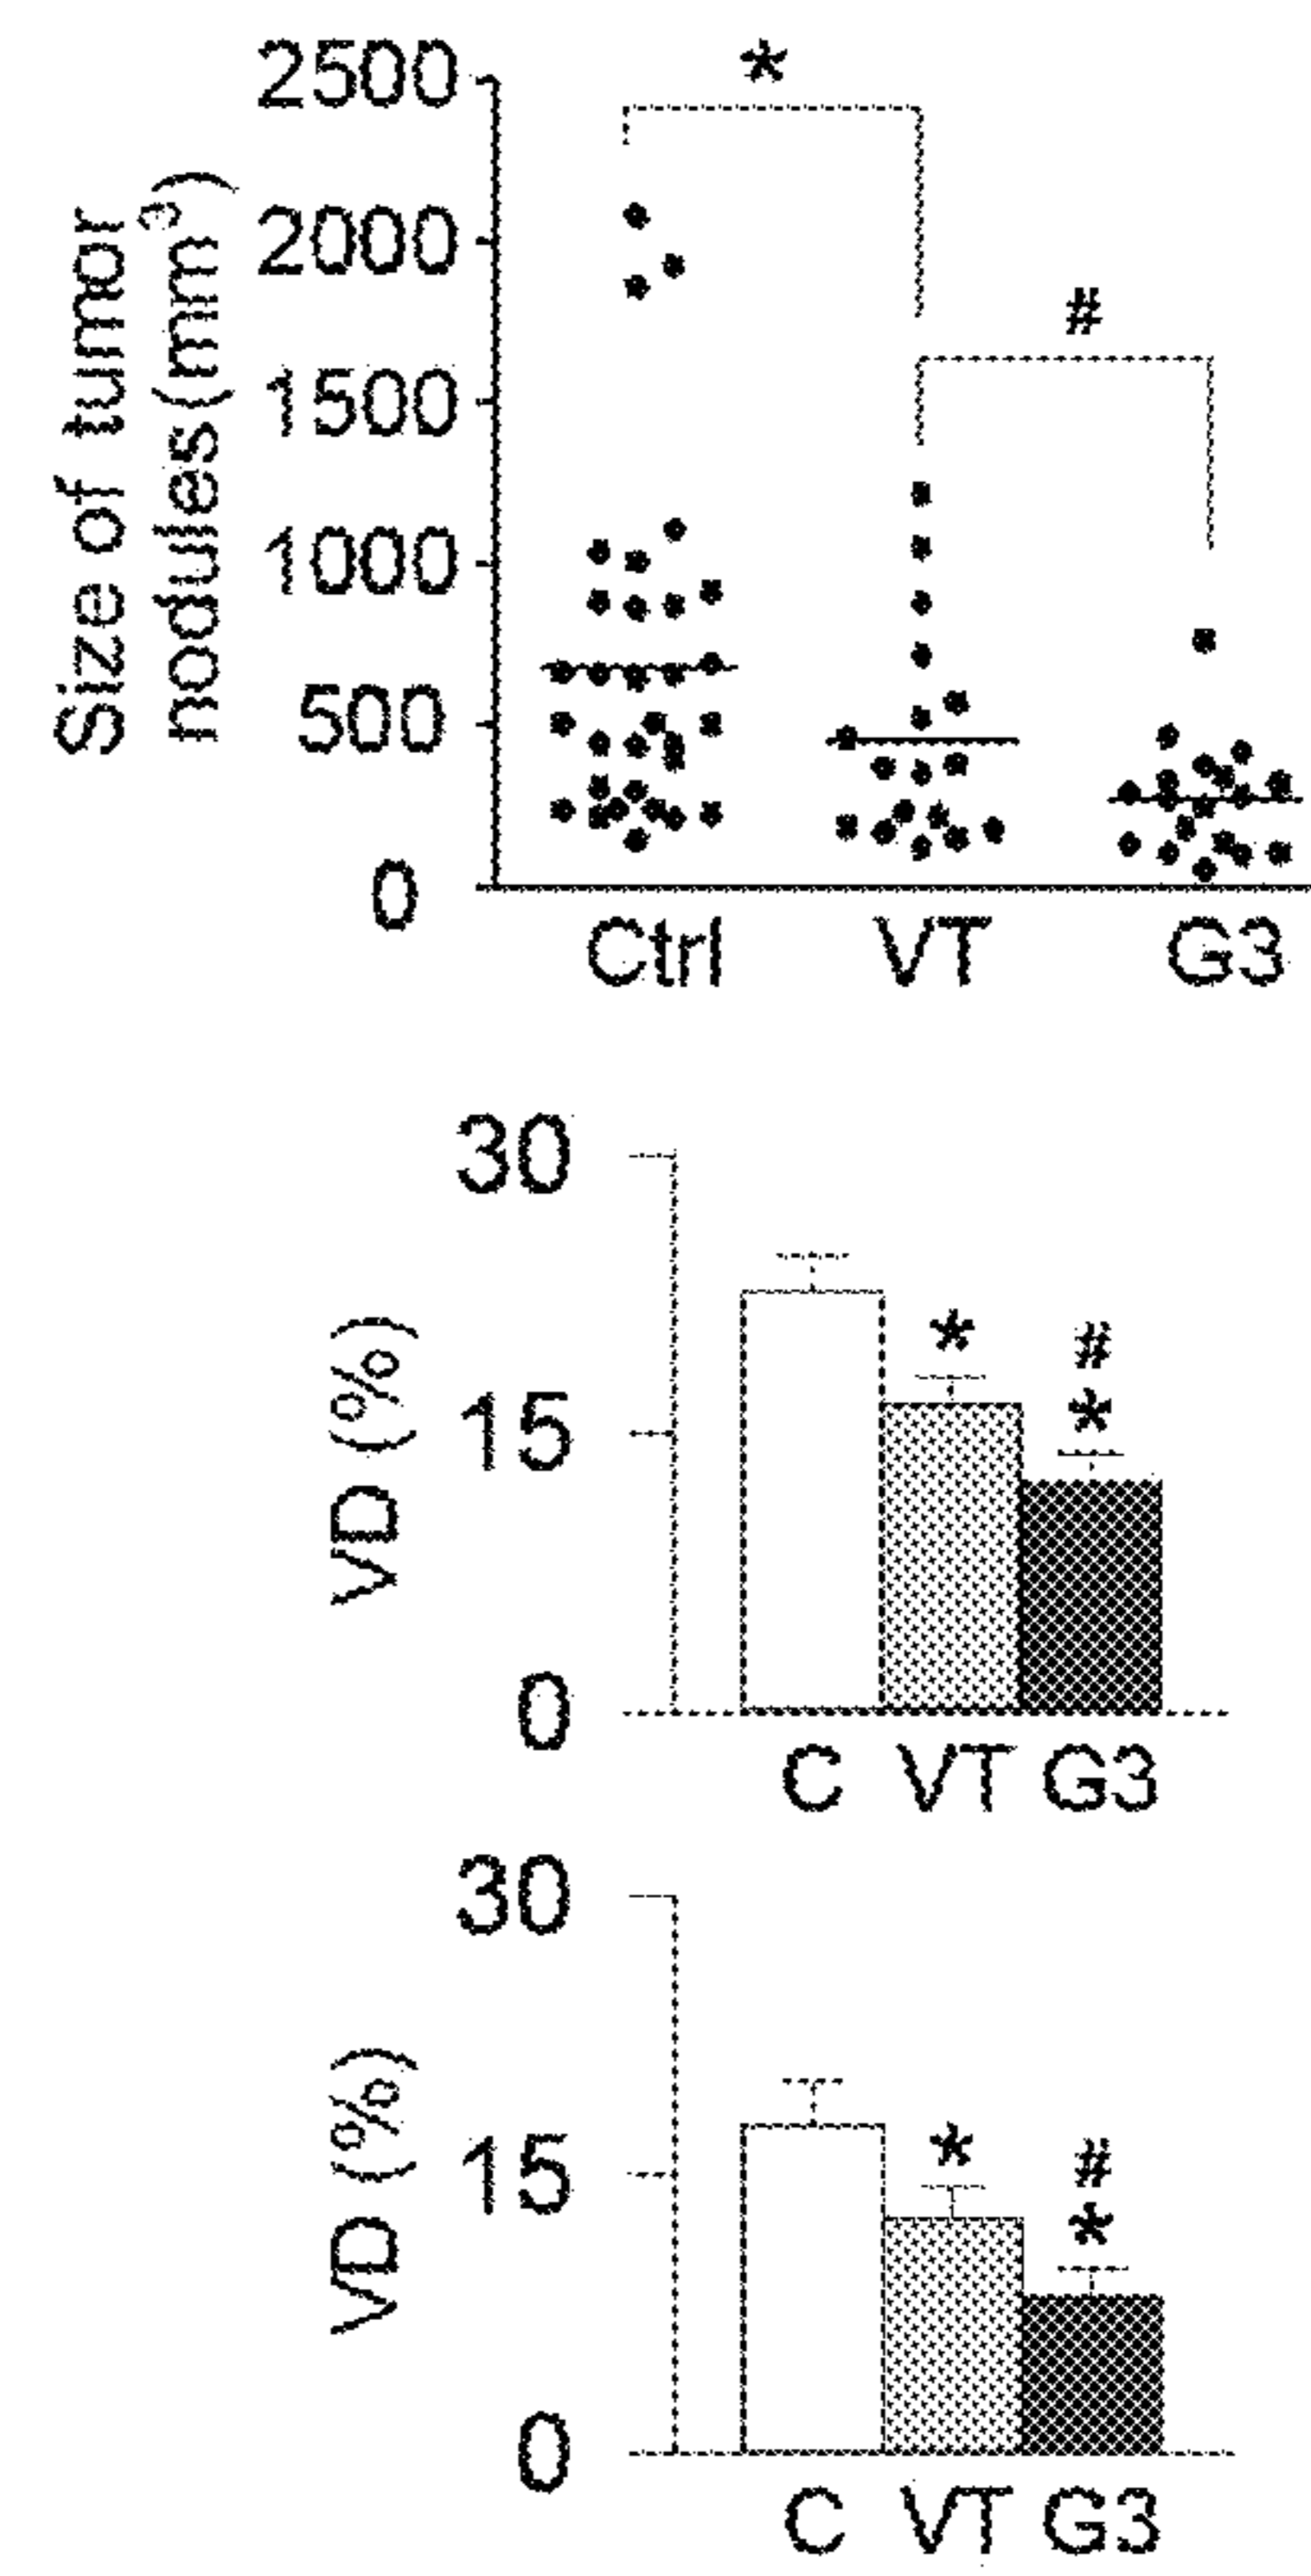 2500
*
Size of tumor
nodules(mm³)
2000
#
1500
1000
500
0
Ctrl VT G3
30
VD (%)
* #
15
*
0
C VT G3
30
VD (%)
* #
15
*
0
C VT G3